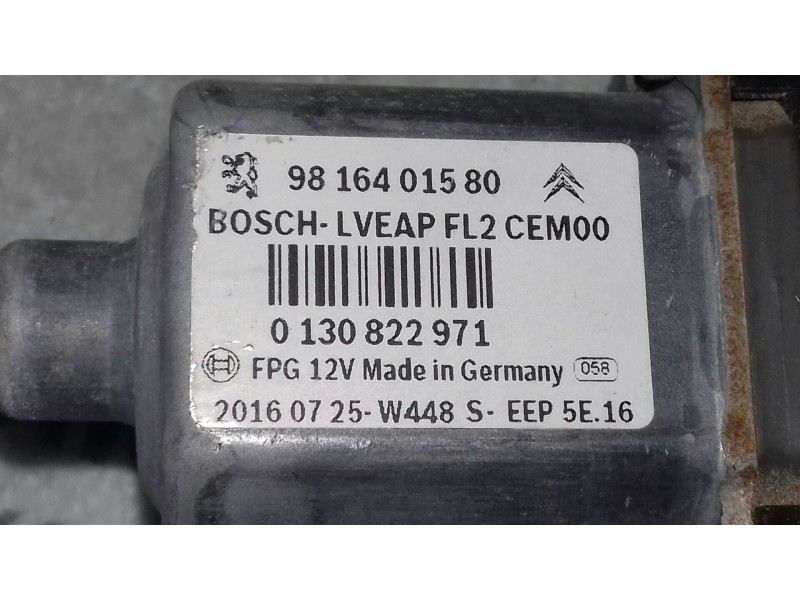 98 164 015 80
BOSCH- LVEAP FL2 CEM00
0 130 822 971
FPG 12V Made in Germany 058
2016 07 25- W448 S- EEP 5E.16